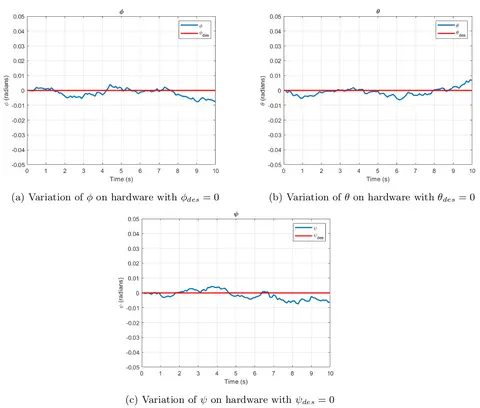 ϕ
0.05
0.04
0.03
0.02
0.01
0
-0.01
-0.02
-0.03
-0.04
-0.05
ϕ (radians)
ϕ
ϕdes
0 1 2 3 4 5 6 7 8 9 10
Time (s)
(a) Variation of ϕ on hardware with ϕdes = 0
θ
0.05
0.04
0.03
0.02
0.01
0
-0.01
-0.02
-0.03
-0.04
-0.05
θ (radians)
θ
θdes
0 1 2 3 4 5 6 7 8 9 10
Time (s)
(b) Variation of θ on hardware with θdes = 0
ψ
0.05
0.04
0.03
0.02
0.01
0
-0.01
-0.02
-0.03
-0.04
-0.05
ψ (radians)
ψ
ψdes
0 1 2 3 4 5 6 7 8 9 10
Time (s)
(c) Variation of ψ on hardware with ψdes = 0